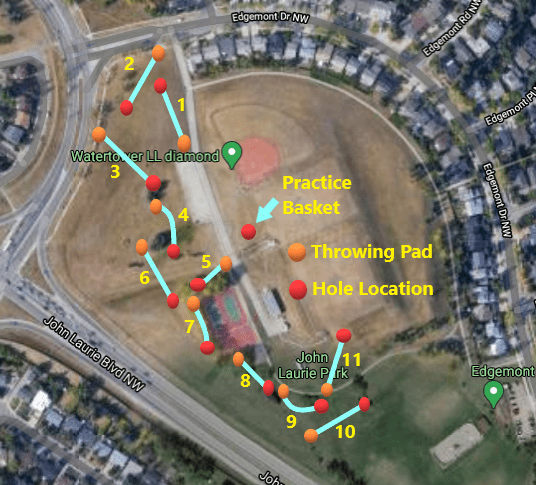 Edgemont Dr NW
Edgemont Rd NW
2
1
Edgemont Pl N
Watertower LL diamond
3
Practice
Basket
4
Edgemont Dr NW
5
Throwing Pad
6
Hole Location
7
John Laurie Blvd NW
John
Laurie Park
11
8
Edgemont
9
10
Joh